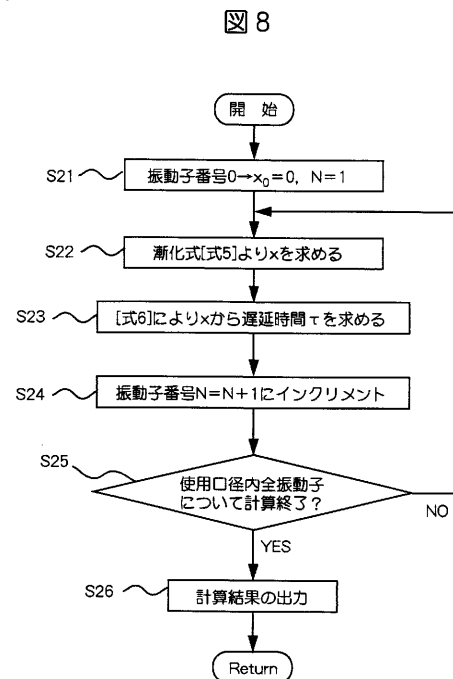 図8
開 始
S21
振動子番号0→x₀=0, N=1
S22
漸化式[式5]よりxを求める
S23
[式6]によりxから遅延時間τを求める
S24
振動子番号N=N+1にインクリメント
S25
使用口径内全振動子
について計算終了?
NO
YES
S26
計算結果の出力
Return